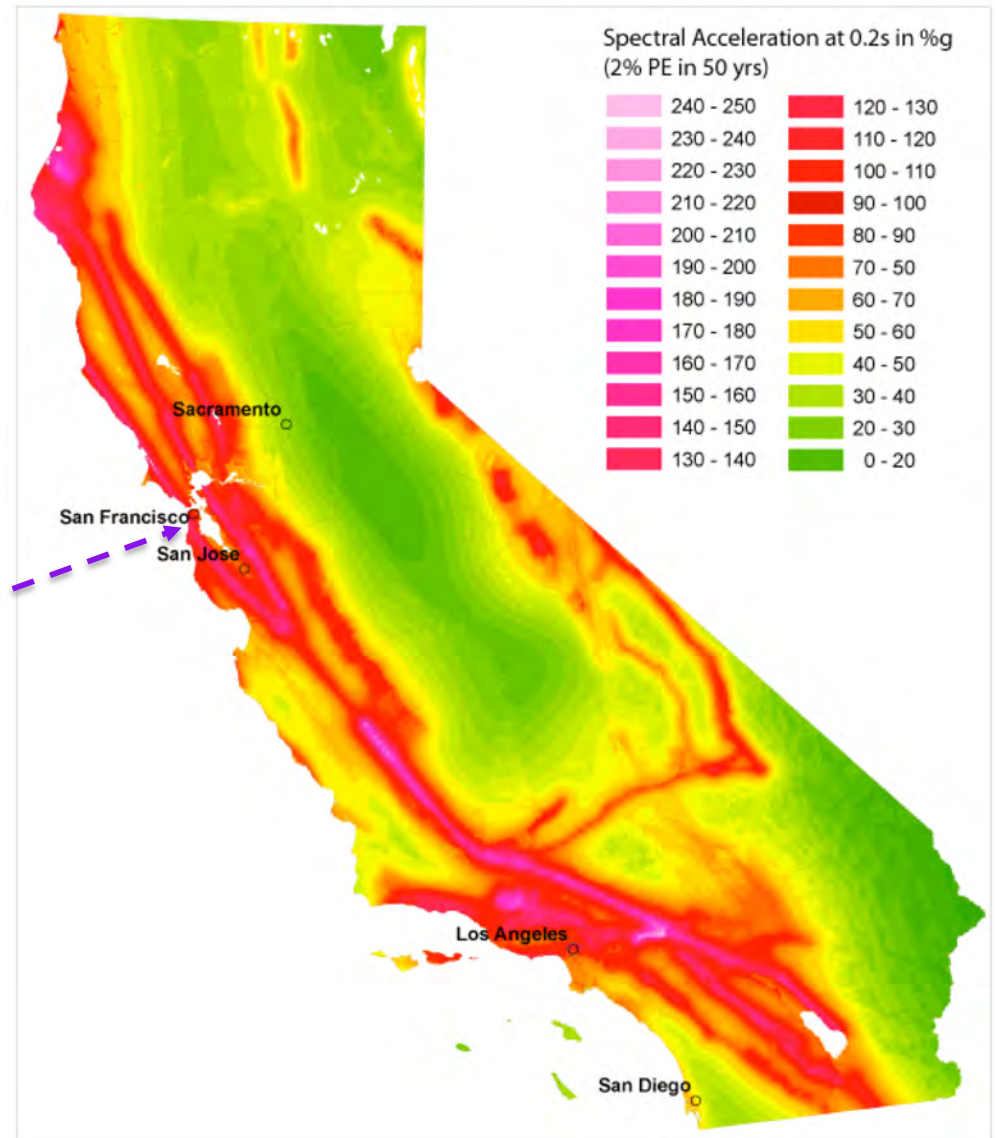 Spectral Acceleration at 0.2s in %g
(2% PE in 50 yrs)
240 - 250
230 - 240
220 - 230
210 - 220
200 - 210
190 - 200
180 - 190
170 - 180
160 - 170
150 - 160
140 - 150
130 - 140
120 - 130
110 - 120
100 - 110
90 - 100
80 - 90
70 - 50
60 - 70
50 - 60
40 - 50
30 - 40
20 - 30
0 - 20
Sacramento
San Francisco
San Jose
Los Angeles
San Diego